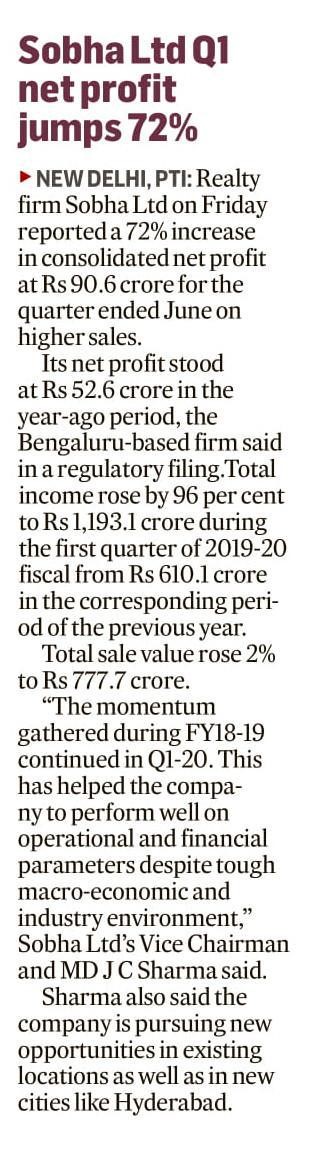 Sobha Ltd Q1
net profit
jumps 72%
▸ NEW DELHI, PTI: Realty
firm Sobha Ltd on Friday
reported a 72% increase
in consolidated net profit
at Rs 90.6 crore for the
quarter ended June on
higher sales.
Its net profit stood
at Rs 52.6 crore in the
year-ago period, the
Bengaluru-based firm said
in a regulatory filing.Total
income rose by 96 per cent
to Rs 1,193.1 crore during
the first quarter of 2019-20
fiscal from Rs 610.1 crore
in the corresponding peri-
od of the previous year.
Total sale value rose 2%
to Rs 777.7 crore.
“The momentum
gathered during FY18-19
continued in Q1-20. This
has helped the compa-
ny to perform well on
operational and financial
parameters despite tough
macro-economic and
industry environment,”
Sobha Ltd’s Vice Chairman
and MD J C Sharma said.
Sharma also said the
company is pursuing new
opportunities in existing
locations as well as in new
cities like Hyderabad.